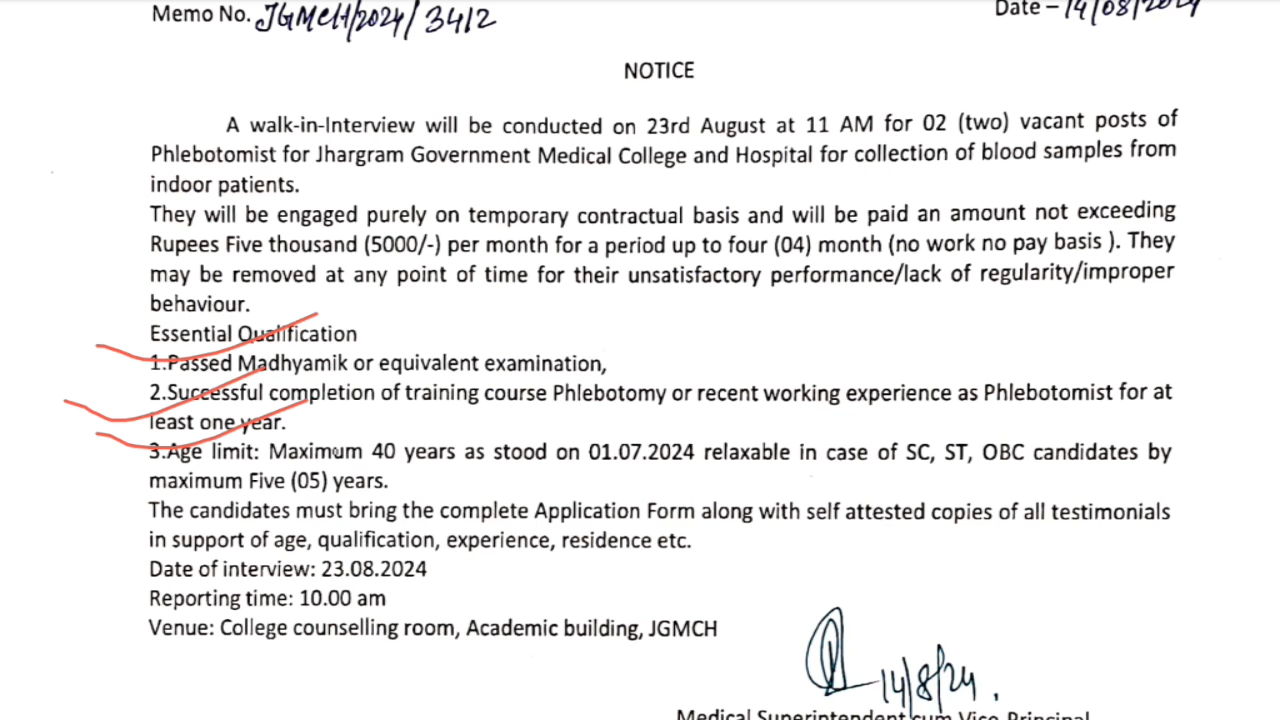 Memo No. JGMCH/2024/3412
Date – 14/08/2024
NOTICE
A walk-in-Interview will be conducted on 23rd August at 11 AM for 02 (two) vacant posts of
Phlebotomist for Jhargram Government Medical College and Hospital for collection of blood samples from
indoor patients.
They will be engaged purely on temporary contractual basis and will be paid an amount not exceeding
Rupees Five thousand (5000/-) per month for a period up to four (04) month (no work no pay basis ). They
may be removed at any point of time for their unsatisfactory performance/lack of regularity/improper
behaviour.
Essential Qualification
1.Passed Madhyamik or equivalent examination,
2.Successful completion of training course Phlebotomy or recent working experience as Phlebotomist for at
least one year.
3.Age limit: Maximum 40 years as stood on 01.07.2024 relaxable in case of SC, ST, OBC candidates by
maximum Five (05) years.
The candidates must bring the complete Application Form along with self attested copies of all testimonials
in support of age, qualification, experience, residence etc.
Date of interview: 23.08.2024
Reporting time: 10.00 am
Venue: College counselling room, Academic building, JGMCH
14/8/24.
Medical Superintendent cum Vice Principal